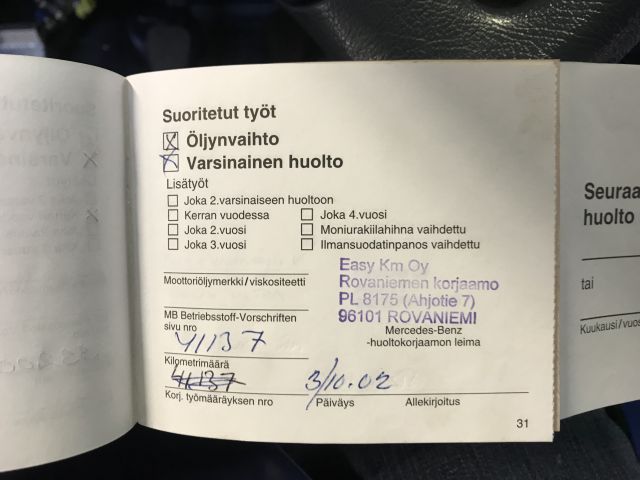 Suoritetut työt
Öljynvaihto
Varsinainen huolto
Lisätyöt
Joka 2.varsinaiseen huoltoon
Kerran vuodessa
Joka 2.vuosi
Joka 3.vuosi
Joka 4.vuosi
Moniurakiilahihna vaihdettu
Ilmansuodatinpanos vaihdettu
Moottoriöljymerkki/viskositeetti
MB Betriebsstoff-Vorschriften
sivu nro
41137
Kilometrimäärä
41137
Korj. työmääräyksen nro
Easy Km Oy
Rovaniemen korjaamo
PL 8175 (Ahjotie 7)
96101 ROVANIEMI
Mercedes-Benz
-huoltokorjaamon leima
3/10.02
Päiväys
Allekirjoitus
31
Seuraa
huolto
tai
Kuukausi/vuos